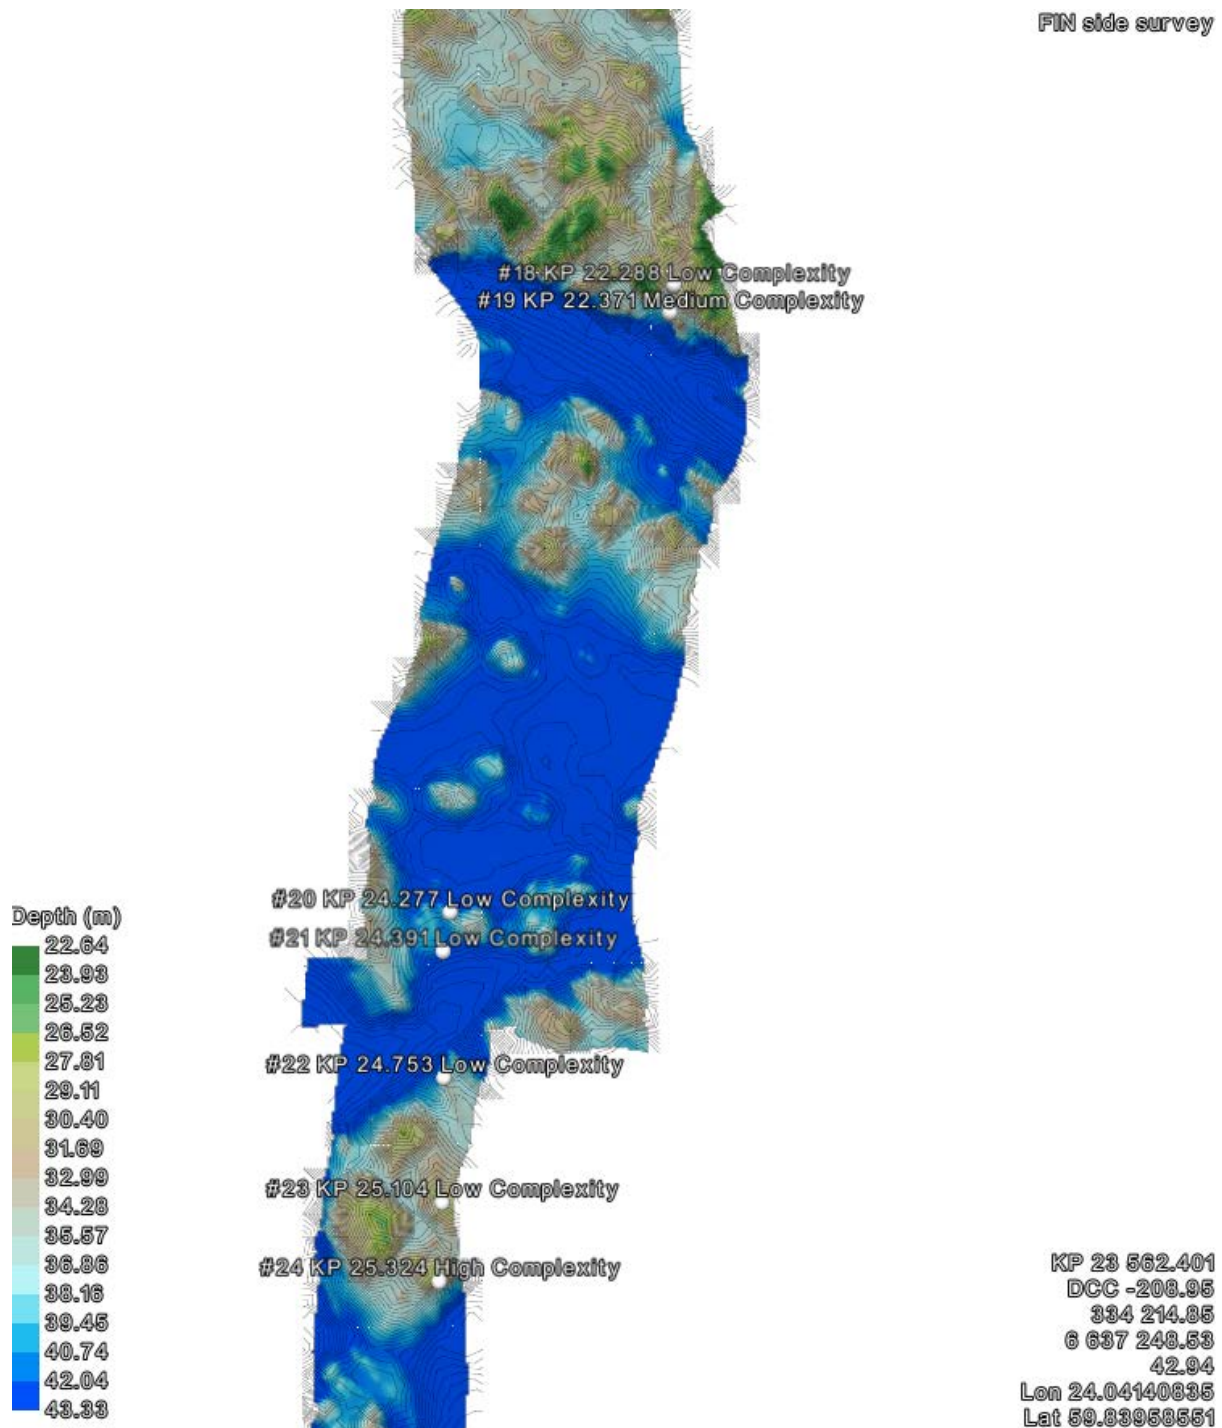 FIN side survey
#18 KP 22.288 Low Complexity
#19 KP 22.371 Medium Complexity
#20 KP 24.277 Low Complexity
#21 KP 24.391 Low Complexity
#22 KP 24.753 Low Complexity
#23 KP 25.104 Low Complexity
#24 KP 25.324 High Complexity
Depth (m)
22.64
23.93
25.23
26.52
27.81
29.11
30.40
31.69
32.99
34.28
35.57
36.86
38.16
39.45
40.74
42.04
43.33
KP 23 562.401
DCC -208.95
334 214.85
6 637 248.53
42.94
Lon 24.04140835
Lat 59.83958551